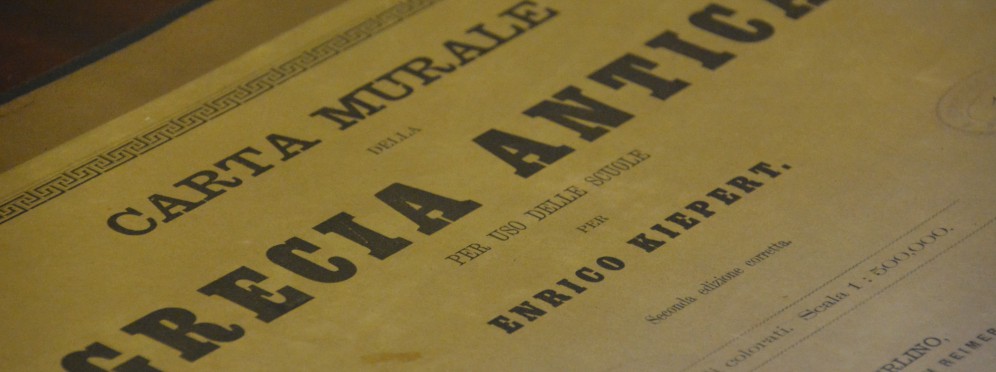 CARTA MURALE
DELLA
GRECIA ANTICA
PER USO DELLE SCUOLE
PER
ENRICO KIEPERT.
Seconda edizione corretta.
colorati. Scala 1 : 500,000.
REIMER